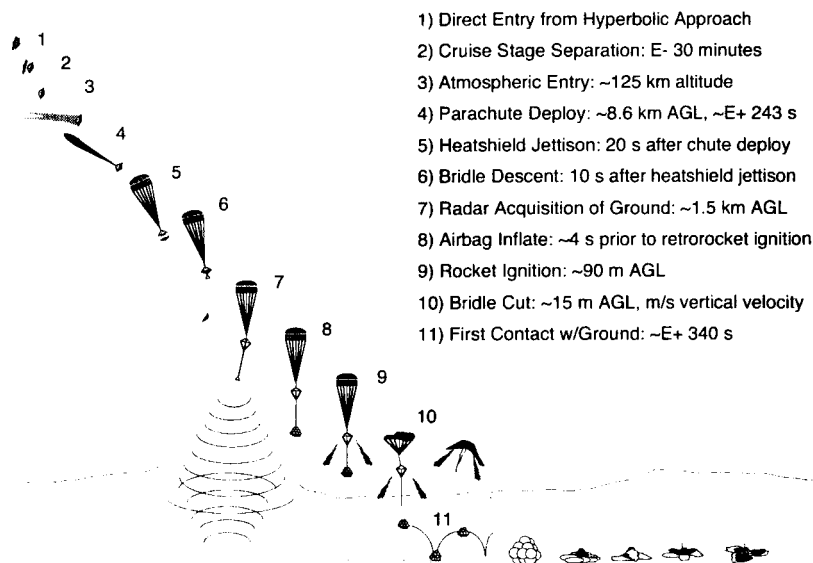 1) Direct Entry from Hyperbolic Approach
2) Cruise Stage Separation: E- 30 minutes
3) Atmospheric Entry: ~125 km altitude
4) Parachute Deploy: ~8.6 km AGL, ~E+ 243 s
5) Heatshield Jettison: 20 s after chute deploy
6) Bridle Descent: 10 s after heatshield jettison
7) Radar Acquisition of Ground: ~1.5 km AGL
8) Airbag Inflate: ~4 s prior to retrorocket ignition
9) Rocket Ignition: ~90 m AGL
10) Bridle Cut: ~15 m AGL, m/s vertical velocity
11) First Contact w/Ground: ~E+ 340 s
1
2
3
4
5
6
7
8
9
10
11